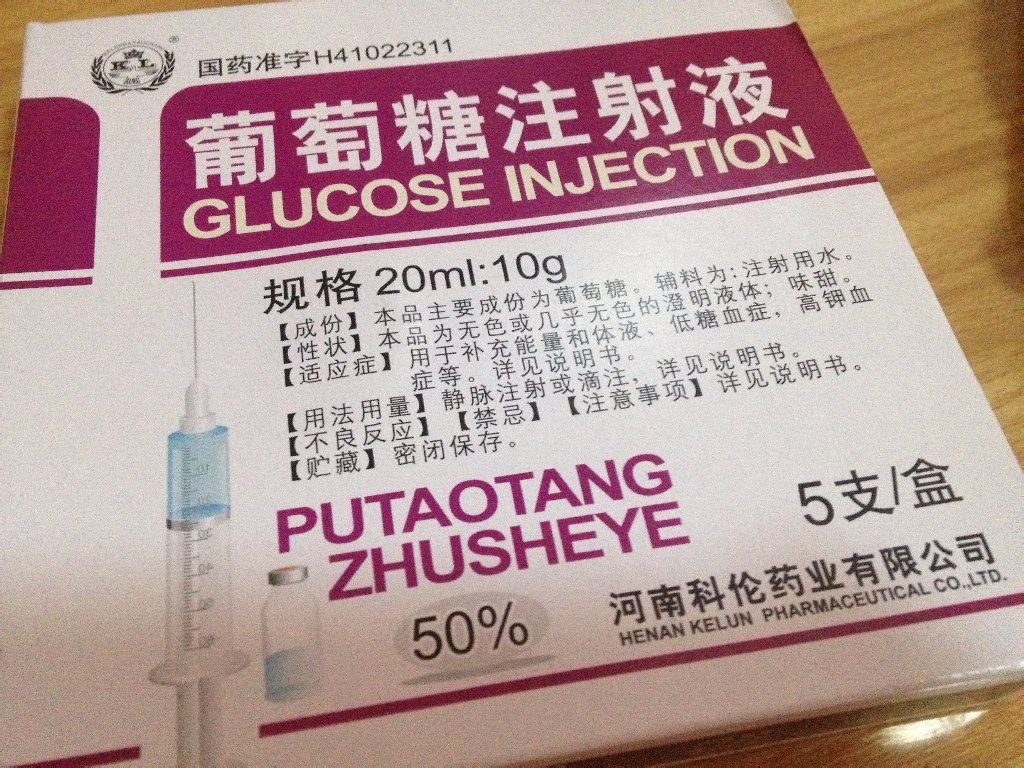 KL
国药准字H41022311
葡萄糖注射液
GLUCOSE INJECTION
规格 20ml:10g
【成份】本品主要成份为葡萄糖。辅料为:注射用水。
【性状】本品为无色或几乎无色的澄明液体;味甜。
【适应症】用于补充能量和体液、低糖血症,高钾血
症等。详见说明书。
【用法用量】静脉注射或滴注,详见说明书。
【不良反应】【禁忌】【注意事项】详见说明书。
【贮藏】密闭保存。
PUTAOTANG
ZHUSHEYE
5支/盒
50%
河南科伦药业有限公司
HENAN KELUN PHARMACEUTICAL CO.,LTD.